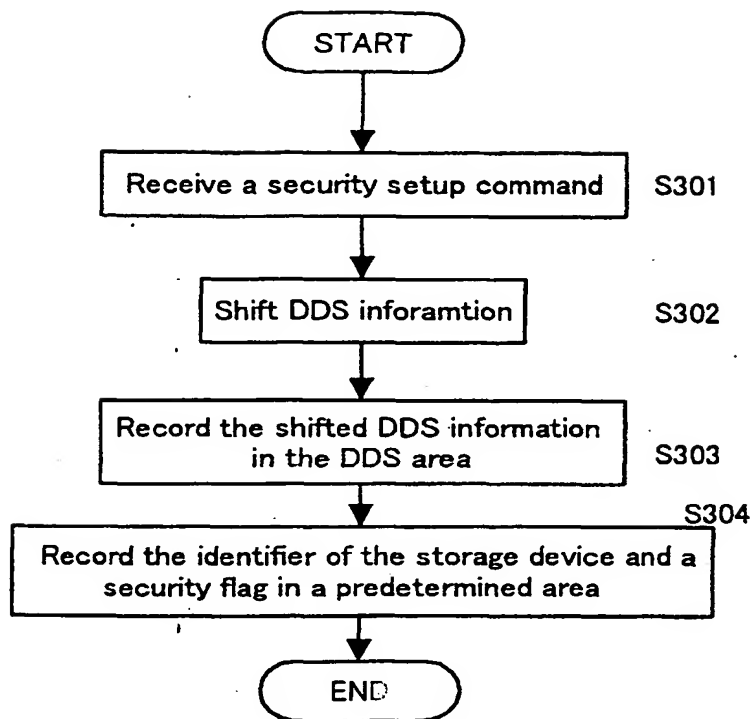 START
Receive a security setup command
S301
Shift DDS inforamtion
S302
Record the shifted DDS information
in the DDS area
S303
S304
Record the identifier of the storage device and a
security flag in a predetermined area
END